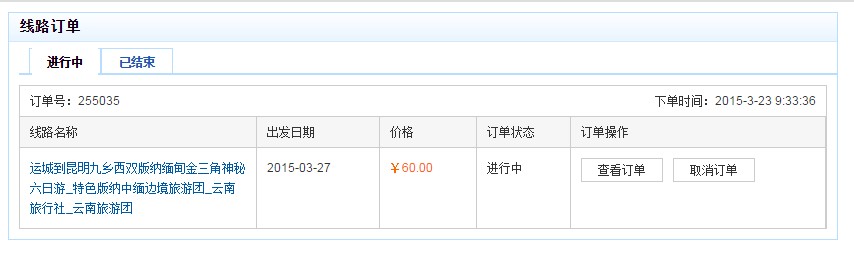 线路订单
进行中 已结束
订单号：255035 下单时间：2015-3-23 9:33:36
线路名称 出发日期 价格 订单状态 订单操作
运城到昆明九乡西双版纳缅甸金三角神秘 2015-03-27 ￥60.00 进行中 查看订单 取消订单
六日游_特色版纳中缅边境旅游团_云南
旅行社_云南旅游团